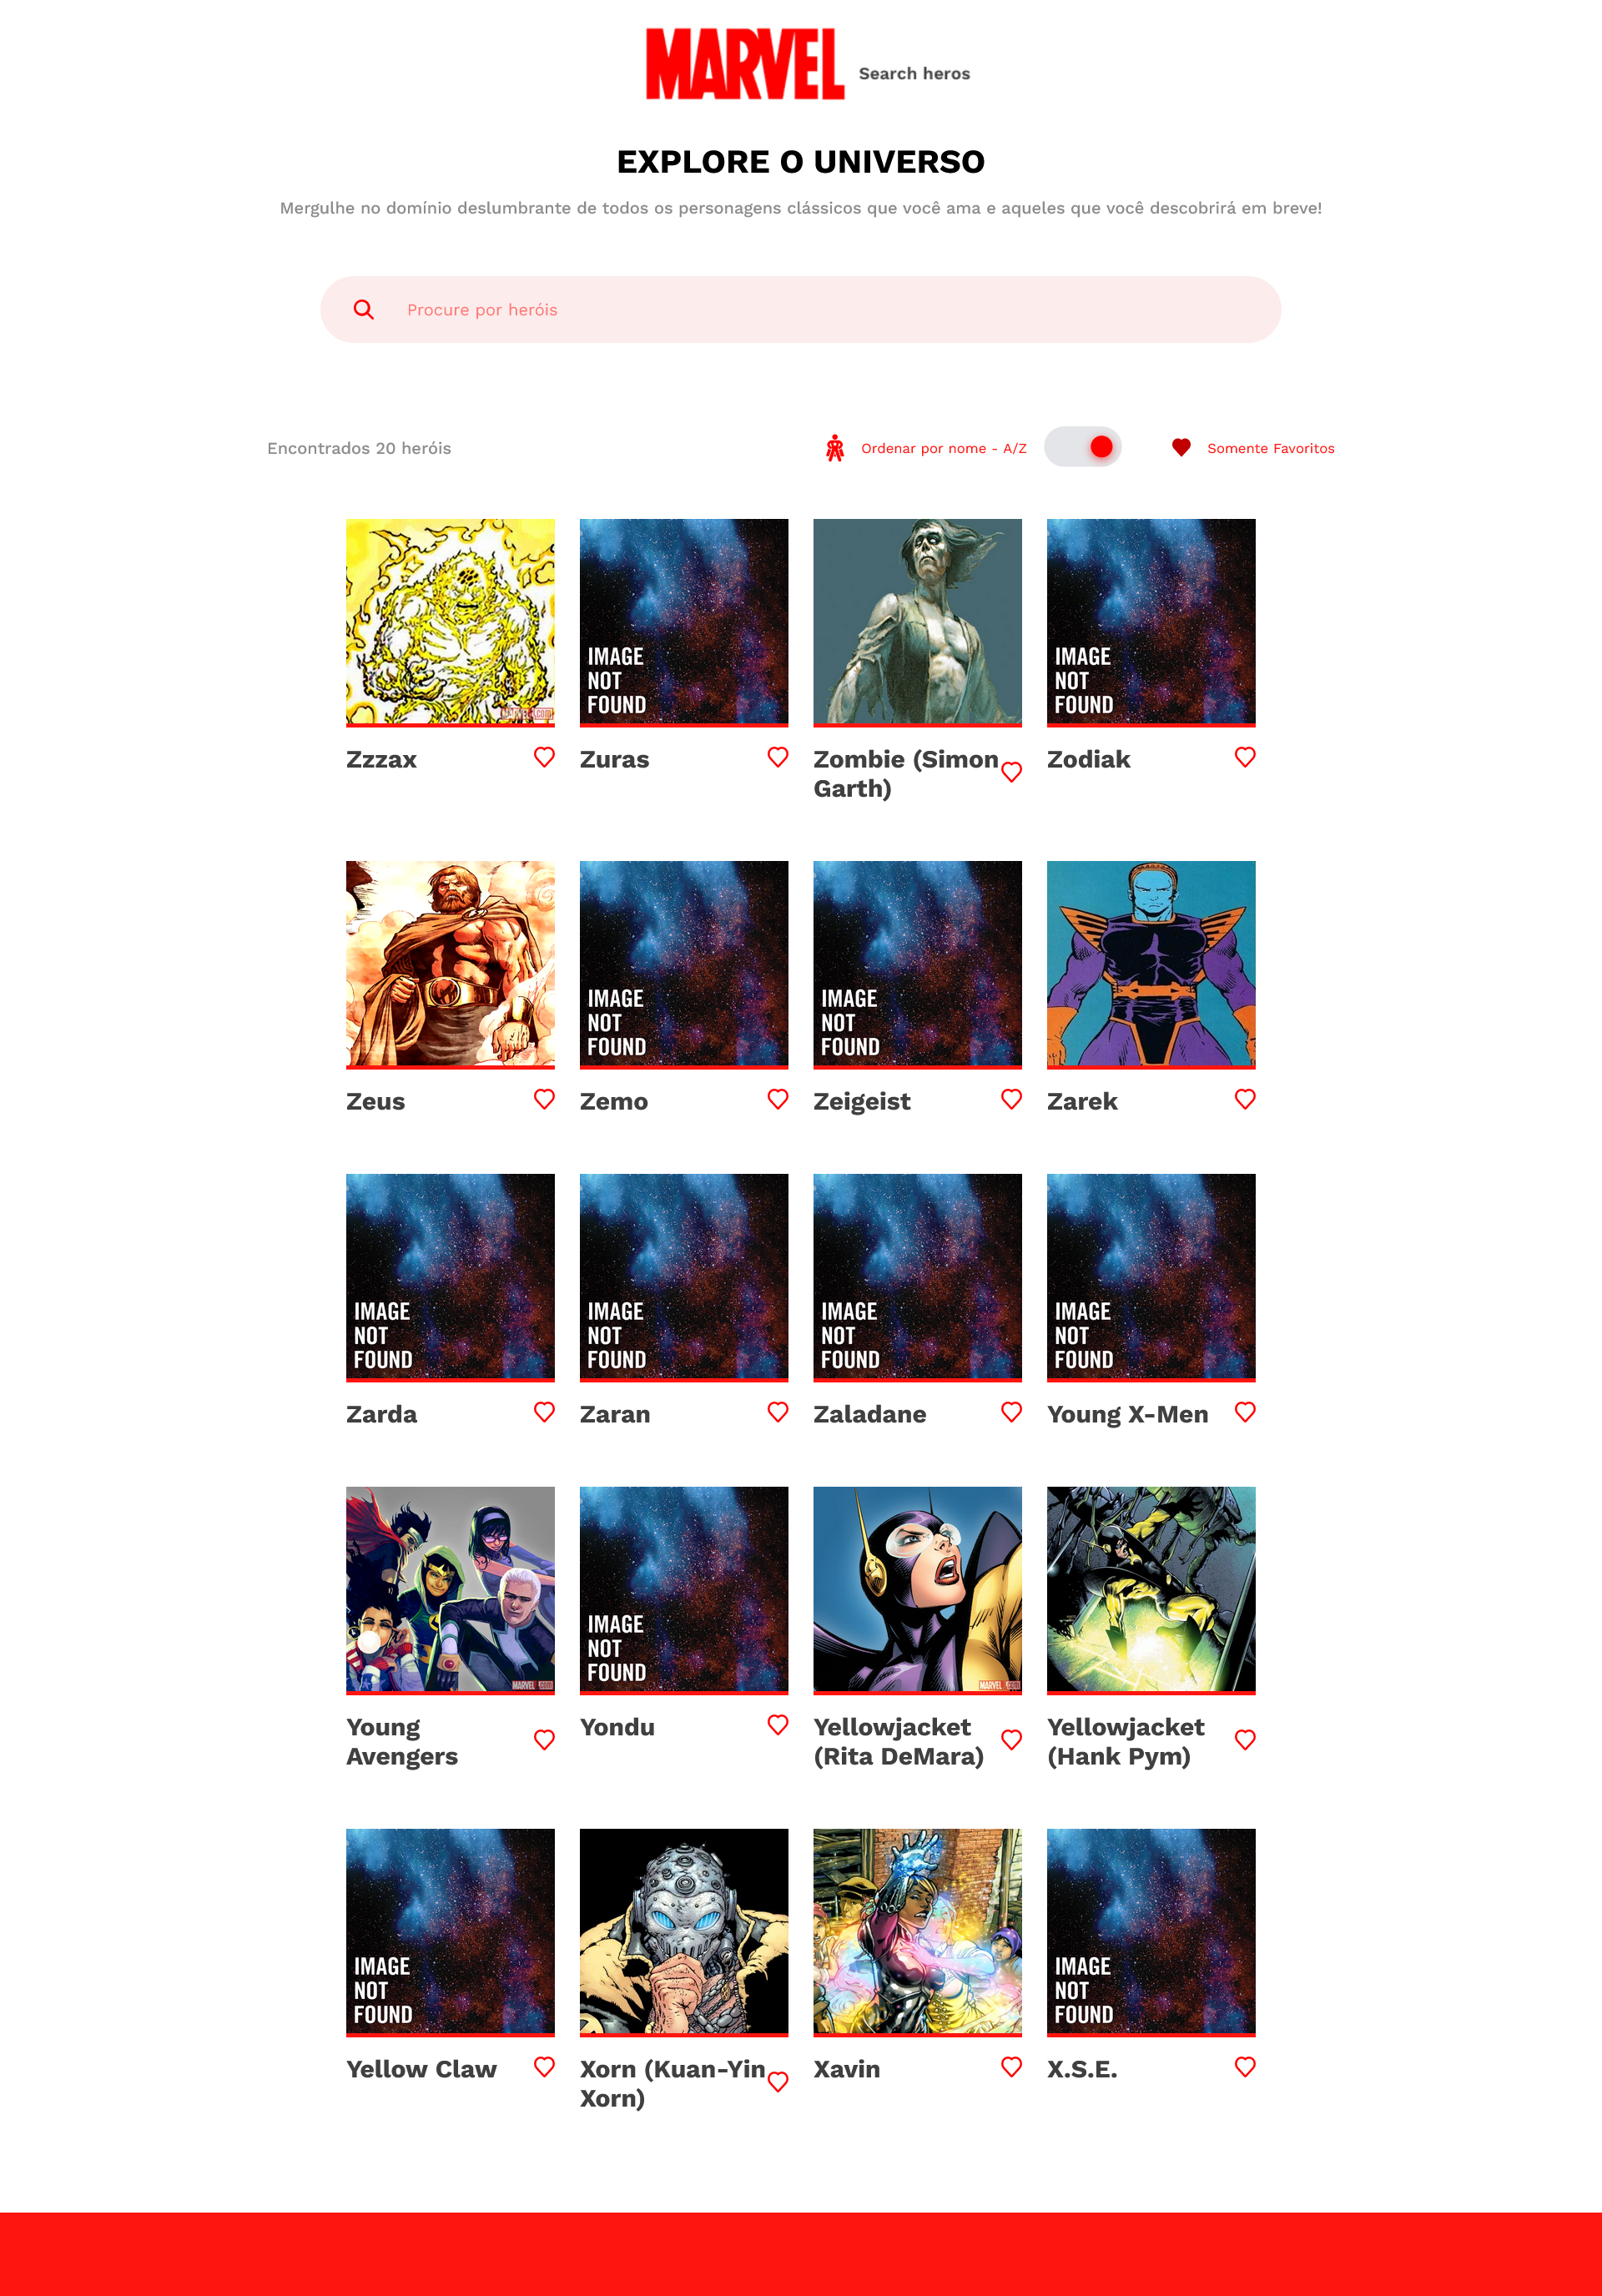 MARVEL Search heros
EXPLORE O UNIVERSO
Mergulhe no domínio deslumbrante de todos os personagens clássicos que você ama e aqueles que você descobrirá em breve!
Procure por heróis
Encontrados 20 heróis
Ordenar por nome - A/Z
Somente Favoritos
MARVEL.com
IMAGE
NOT
FOUND
IMAGE
NOT
FOUND
Zzzax
Zuras
Zombie (Simon
Garth)
Zodiak
IMAGE
NOT
FOUND
IMAGE
NOT
FOUND
Zeus
Zemo
Zeigeist
Zarek
IMAGE
NOT
FOUND
IMAGE
NOT
FOUND
IMAGE
NOT
FOUND
IMAGE
NOT
FOUND
Zarda
Zaran
Zaladane
Young X-Men
MARVEL.com
IMAGE
NOT
FOUND
MARVEL.com
Young
Avengers
Yondu
Yellowjacket
(Rita DeMara)
Yellowjacket
(Hank Pym)
IMAGE
NOT
FOUND
IMAGE
NOT
FOUND
Yellow Claw
Xorn (Kuan-Yin
Xorn)
Xavin
X.S.E.